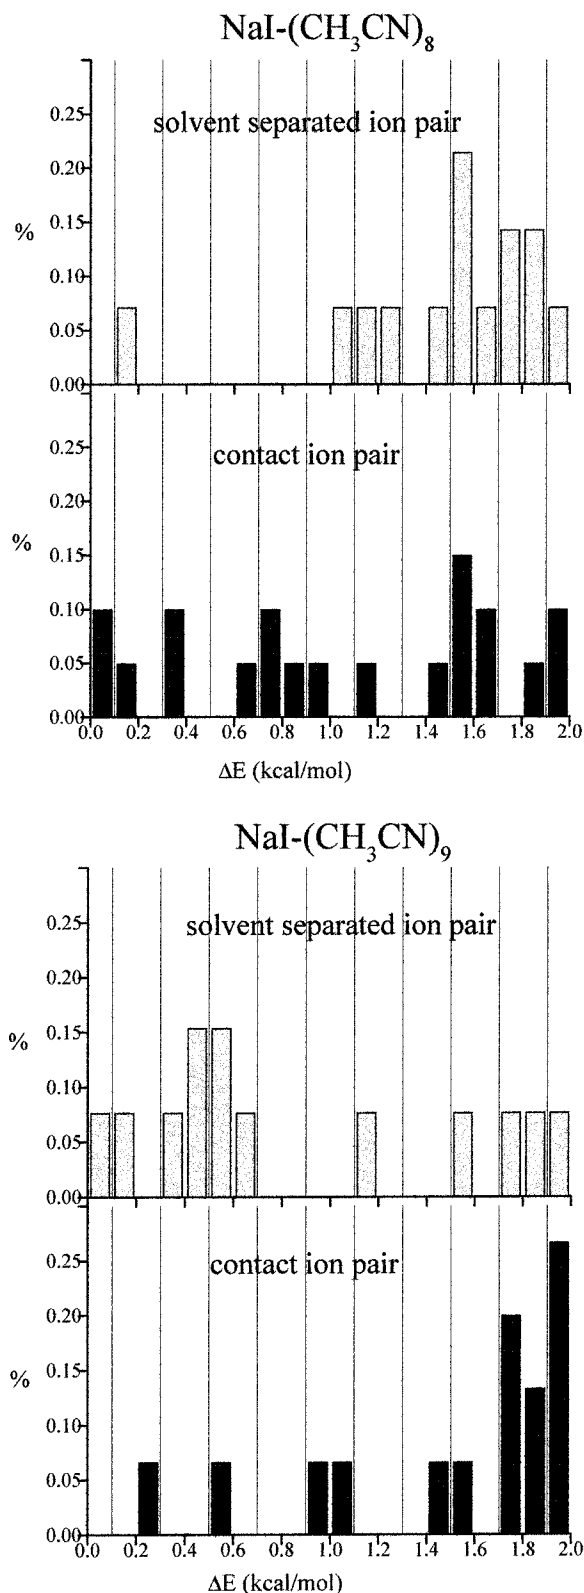 NaI-(CH₃CN)₈
solvent separated ion pair
0.25
0.20
0.15
%
0.10
0.05
0.00
contact ion pair
0.25
0.20
%
0.15
0.10
0.05
0.00
0.0 0.2 0.4 0.6 0.8 1.0 1.2 1.4 1.6 1.8 2.0
ΔE (kcal/mol)
NaI-(CH₃CN)₉
solvent separated ion pair
0.25
0.20
0.15
%
0.10
0.05
0.00
contact ion pair
0.25
0.20
0.15
%
0.10
0.05
0.00
0.0 0.2 0.4 0.6 0.8 1.0 1.2 1.4 1.6 1.8 2.0
ΔE (kcal/mol)